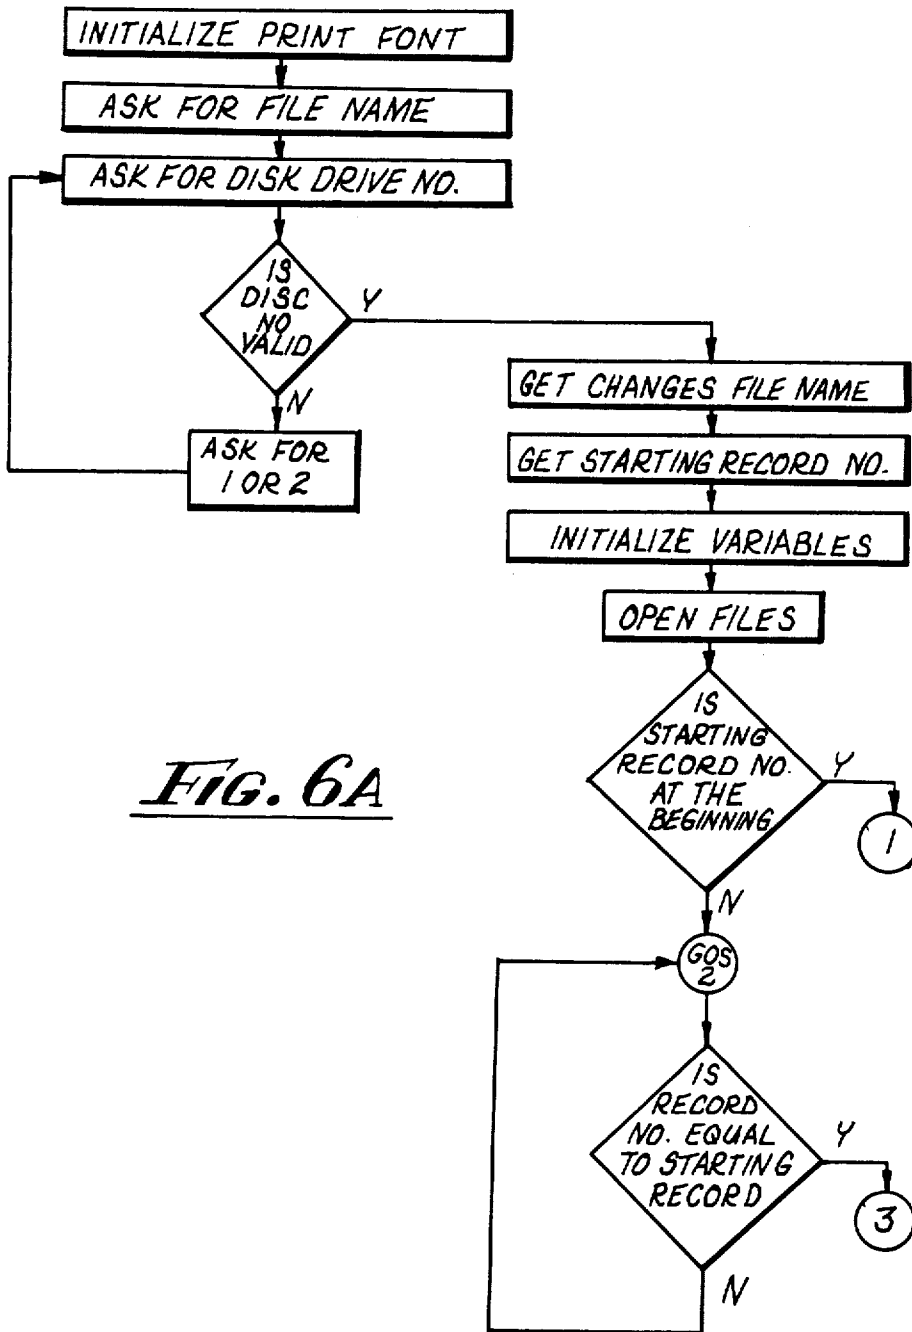 INITIALIZE PRINT FONT
ASK FOR FILE NAME
ASK FOR DISK DRIVE NO.
IS
DISC
NO
VALID
Y
N
ASK FOR
1 OR 2
GET CHANGES FILE NAME
GET STARTING RECORD NO.
INITIALIZE VARIABLES
OPEN FILES
IS
STARTING
RECORD NO.
AT THE
BEGINNING
Y
1
N
FIG. 6A
GOS
2
IS
RECORD
NO. EQUAL
TO STARTING
RECORD
Y
3
N